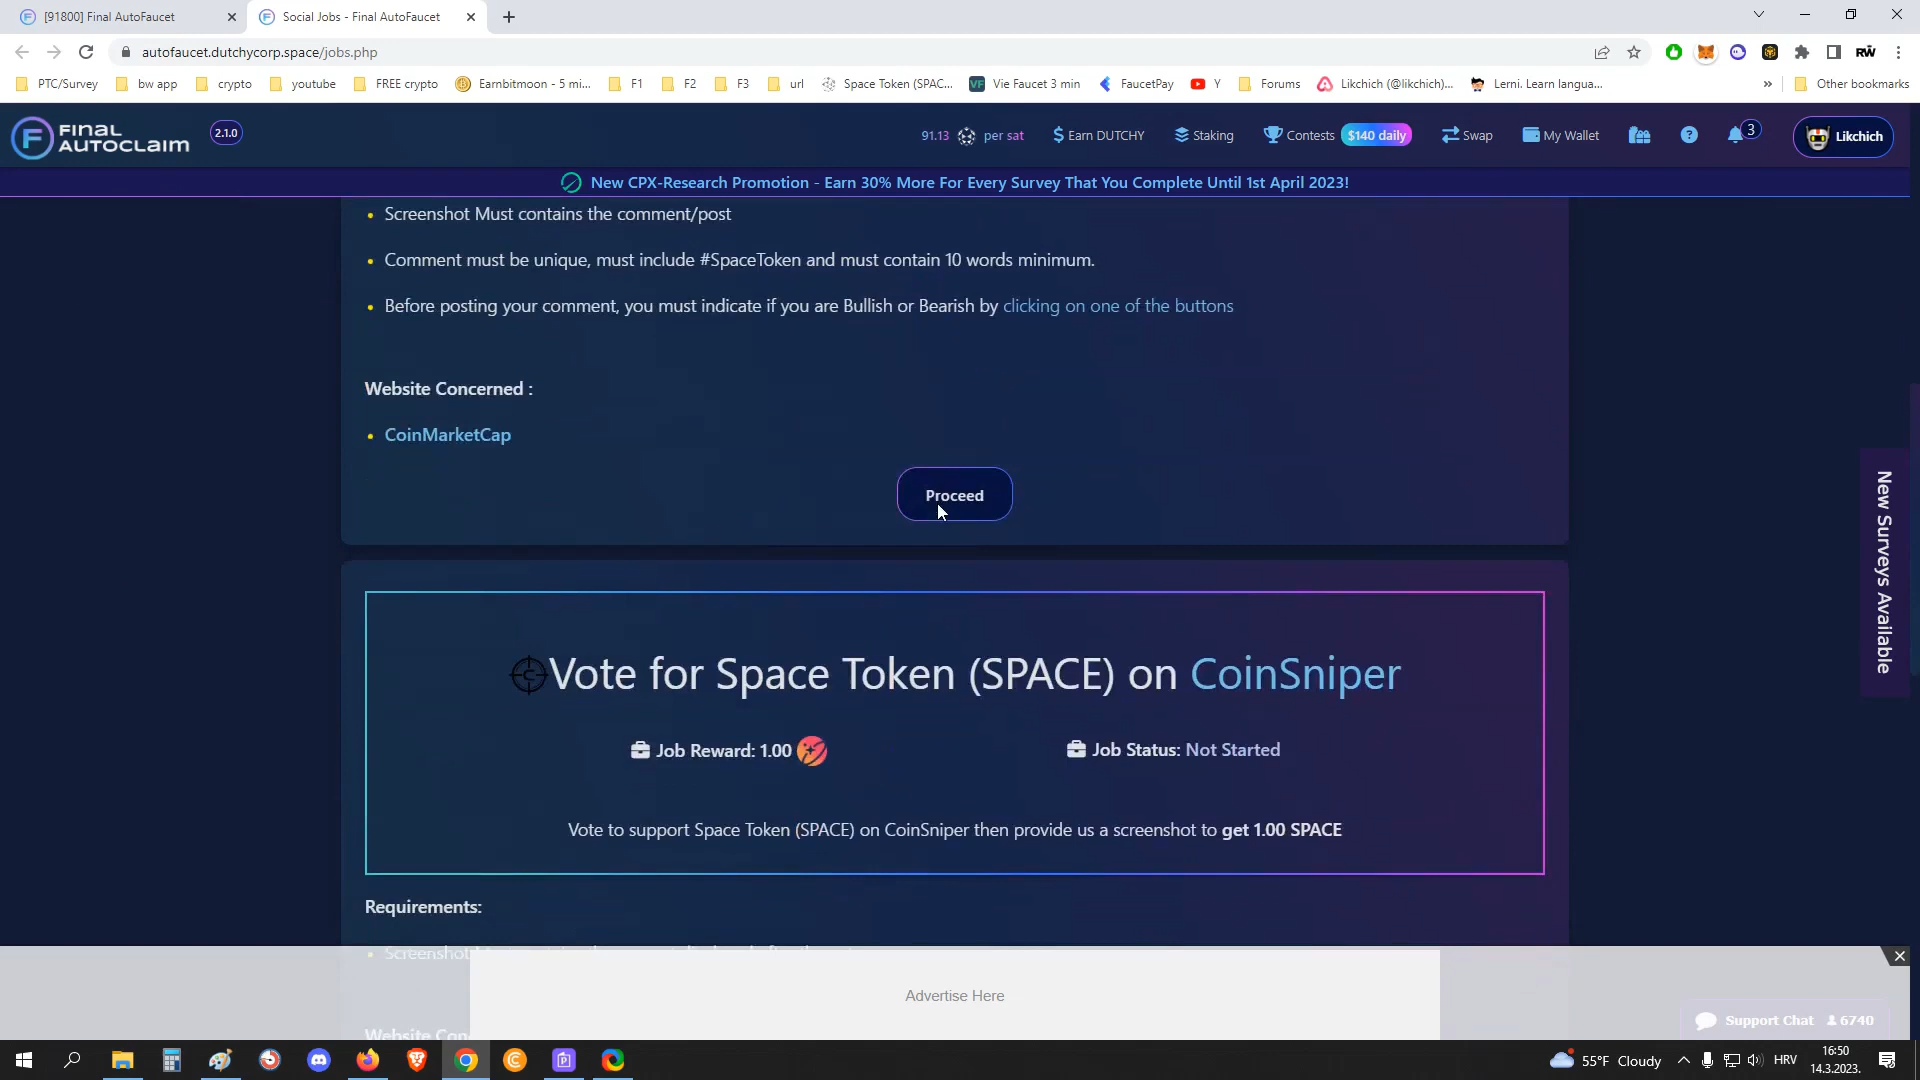 [91800] Final AutoFaucet
Social Jobs - Final AutoFaucet
autofaucet.dutchycorp.space/jobs.php
PTC/Survey
bw app
crypto
youtube
FREE crypto
Earnbitmoon - 5 mi...
F1
F2
F3
url
Space Token (SPAC...
Vie Faucet 3 min
FaucetPay
Y
Forums
Likchich (@likchich)...
Lerni. Learn langua...
»
Other bookmarks
FINAL AUTOCLAIM
2.1.0
91.13 per sat
Earn DUTCHY
Staking
Contests $140 daily
Swap
My Wallet
3
Likchich
New CPX-Research Promotion - Earn 30% More For Every Survey That You Complete Until 1st April 2023!
Screenshot Must contains the comment/post
Comment must be unique, must include #SpaceToken and must contain 10 words minimum.
Before posting your comment, you must indicate if you are Bullish or Bearish by clicking on one of the buttons
Website Concerned :
CoinMarketCap
Proceed
New Surveys Available
Vote for Space Token (SPACE) on CoinSniper
Job Reward: 1.00
Job Status: Not Started
Vote to support Space Token (SPACE) on CoinSniper then provide us a screenshot to get 1.00 SPACE
Requirements:
Screenshot
Advertise Here
Support Chat 6740
55°F Cloudy
HRV
16:50
14.3.2023.